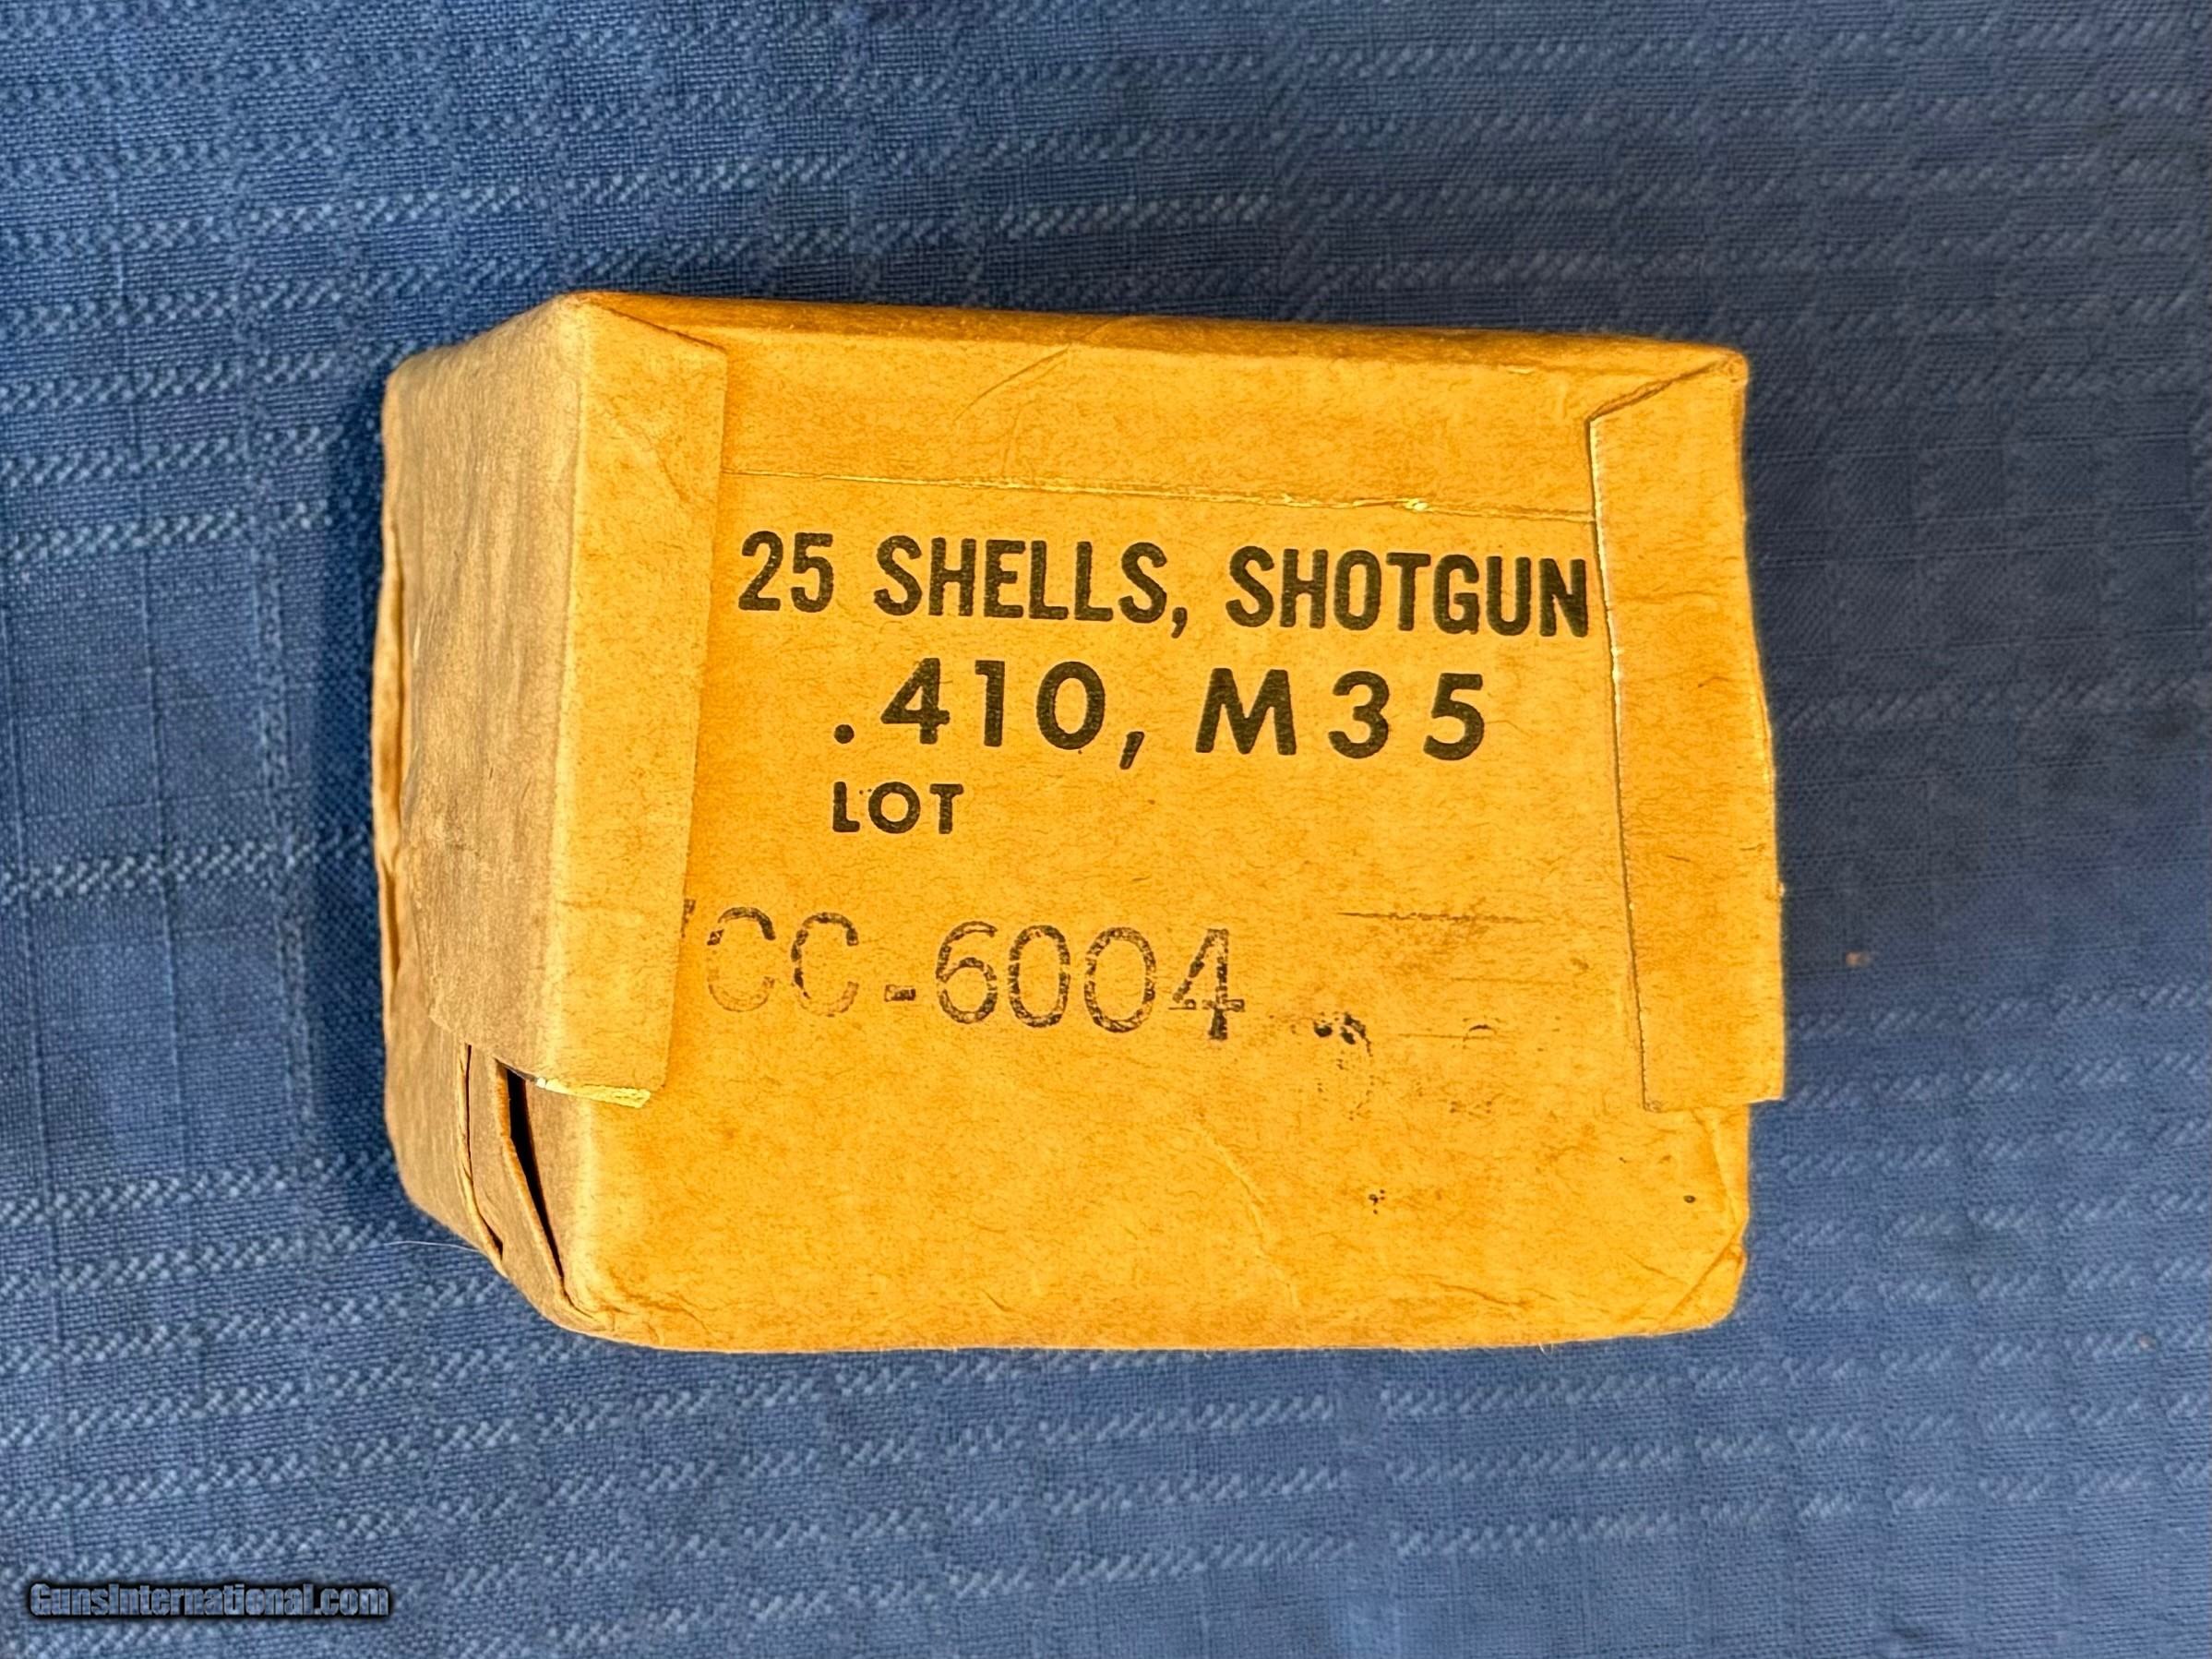 25 SHELLS, SHOTGUN
.410, M35
LOT
CC-6004
GunsInternational.com